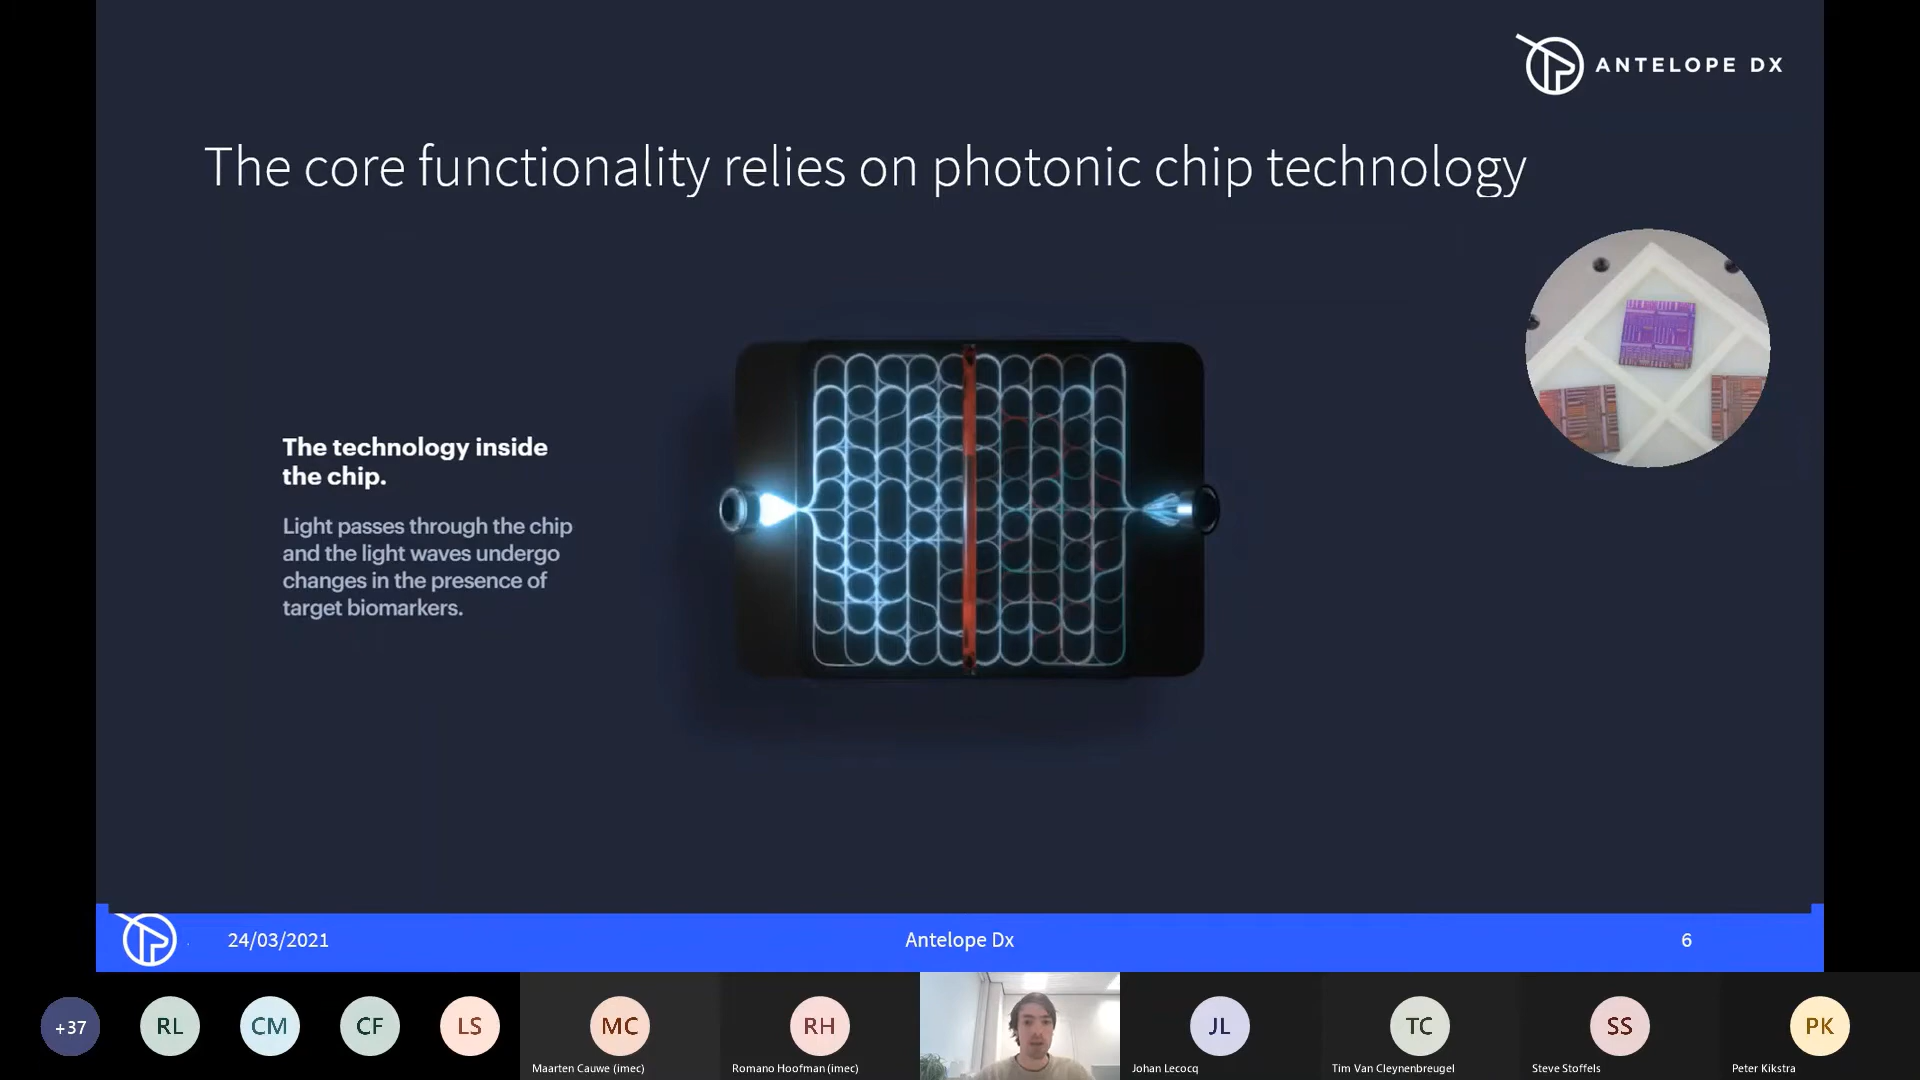 ANTELOPE DX
The core functionality relies on photonic chip technology
The technology inside
the chip.
Light passes through the chip
and the light waves undergo
changes in the presence of
target biomarkers.
24/03/2021
Antelope Dx
6
+37
RL
CM
CF
LS
MC
Maarten Cauwe (imec)
RH
Romano Hoofman (imec)
JL
Johan Lecocq
TC
Tim Van Cleynenbreugel
SS
Steve Stoffels
PK
Peter Kikstra